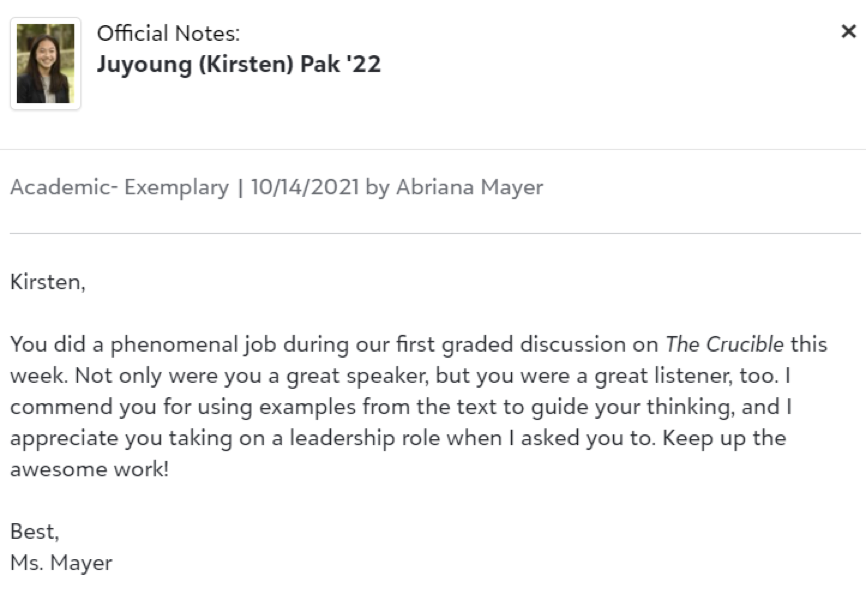 Official Notes:
Juyoung (Kirsten) Pak '22
Academic- Exemplary | 10/14/2021 by Abriana Mayer
Kirsten,
You did a phenomenal job during our first graded discussion on The Crucible this
week. Not only were you a great speaker, but you were a great listener, too. I
commend you for using examples from the text to guide your thinking, and I
appreciate you taking on a leadership role when I asked you to. Keep up the
awesome work!
Best,
Ms. Mayer